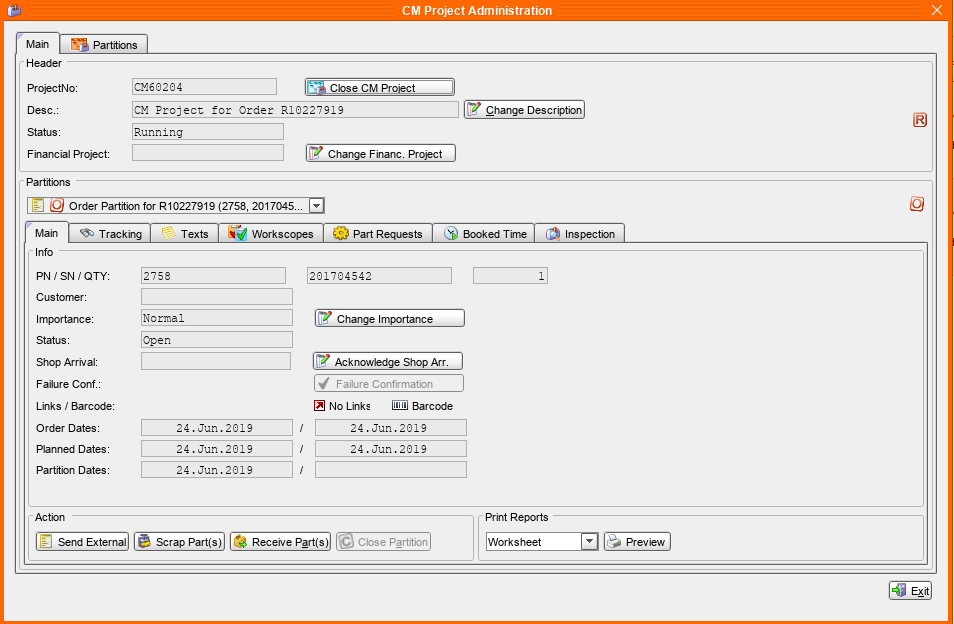 CM Project Administration
Main Partitions
Header
ProjectNo: CM60204 Close CM Project
Desc.: CM Project for Order R10227919 Change Description
R
Status: Running
Financial Project: Change Financ. Project
Partitions
Order Partition for R10227919 (2758, 2017045...
Main Tracking Texts Workscopes Part Requests Booked Time Inspection
Info
PN / SN / QTY: 2758 201704542 1
Customer:
Importance: Normal Change Importance
Status: Open
Shop Arrival: Acknowledge Shop Arr.
Failure Conf.: Failure Confirmation
Links / Barcode: No Links Barcode
Order Dates: 24.Jun.2019 / 24.Jun.2019
Planned Dates: 24.Jun.2019 / 24.Jun.2019
Partition Dates: 24.Jun.2019 /
Action Print Reports
Send External Scrap Part(s) Receive Part(s) C Close Partition Worksheet Preview
Exit